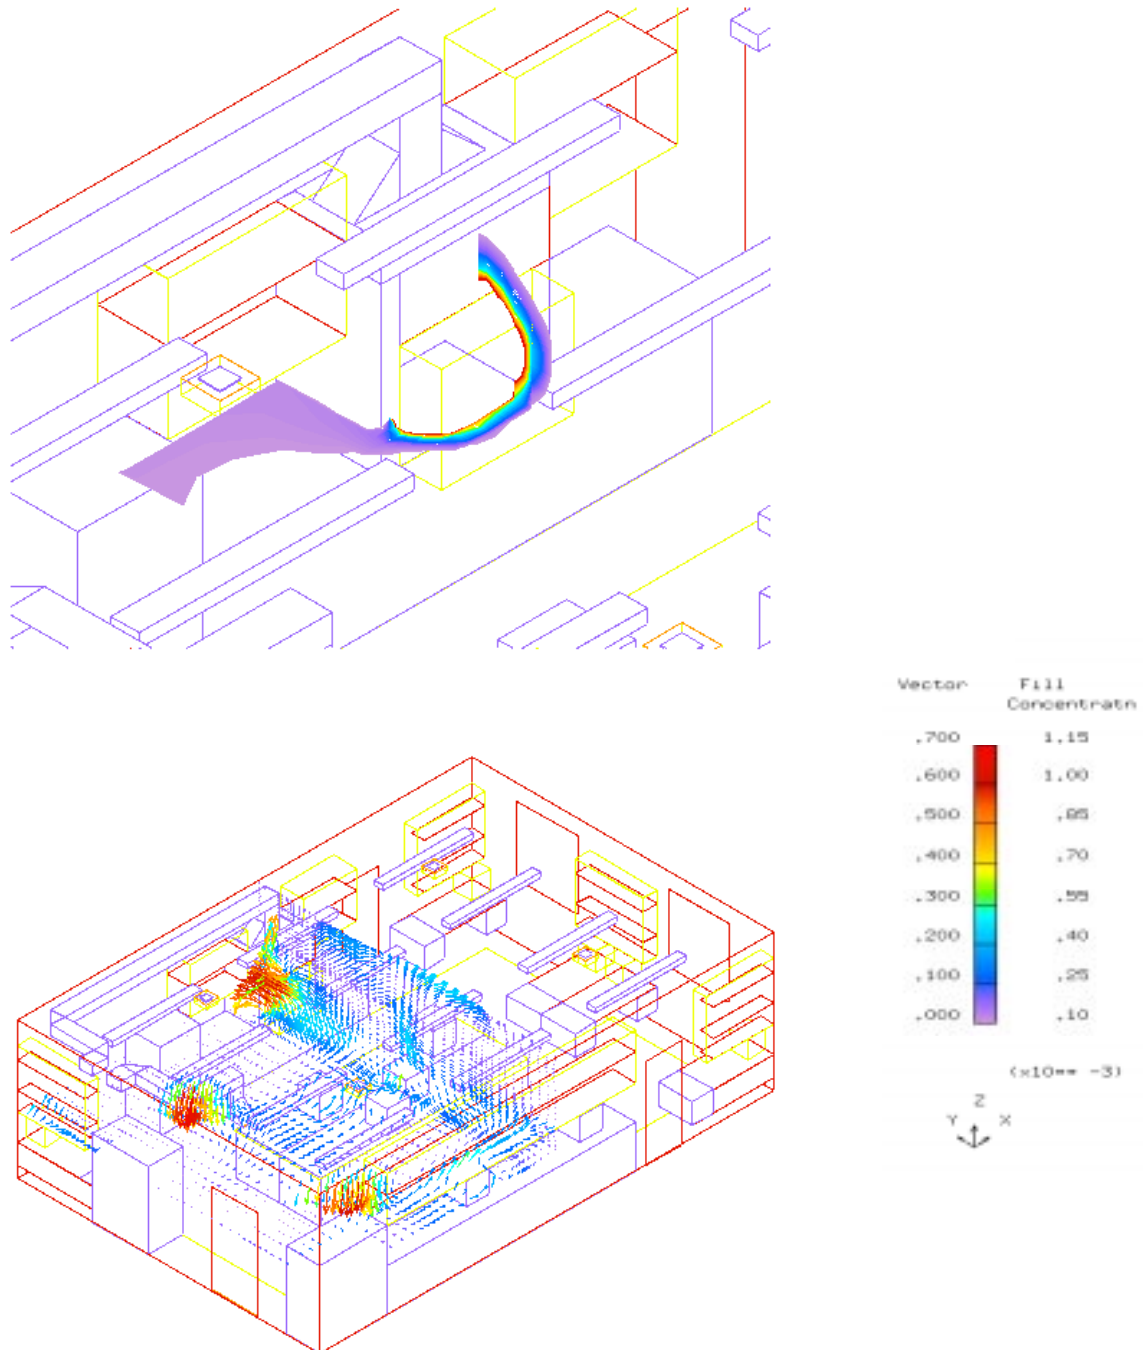 Vector Fill
Concentratn
.700 1.15
.600 1.00
.500 .85
.400 .70
.300 .55
.200 .40
.100 .25
.000 .10
(x10** -3)
Z
Y X